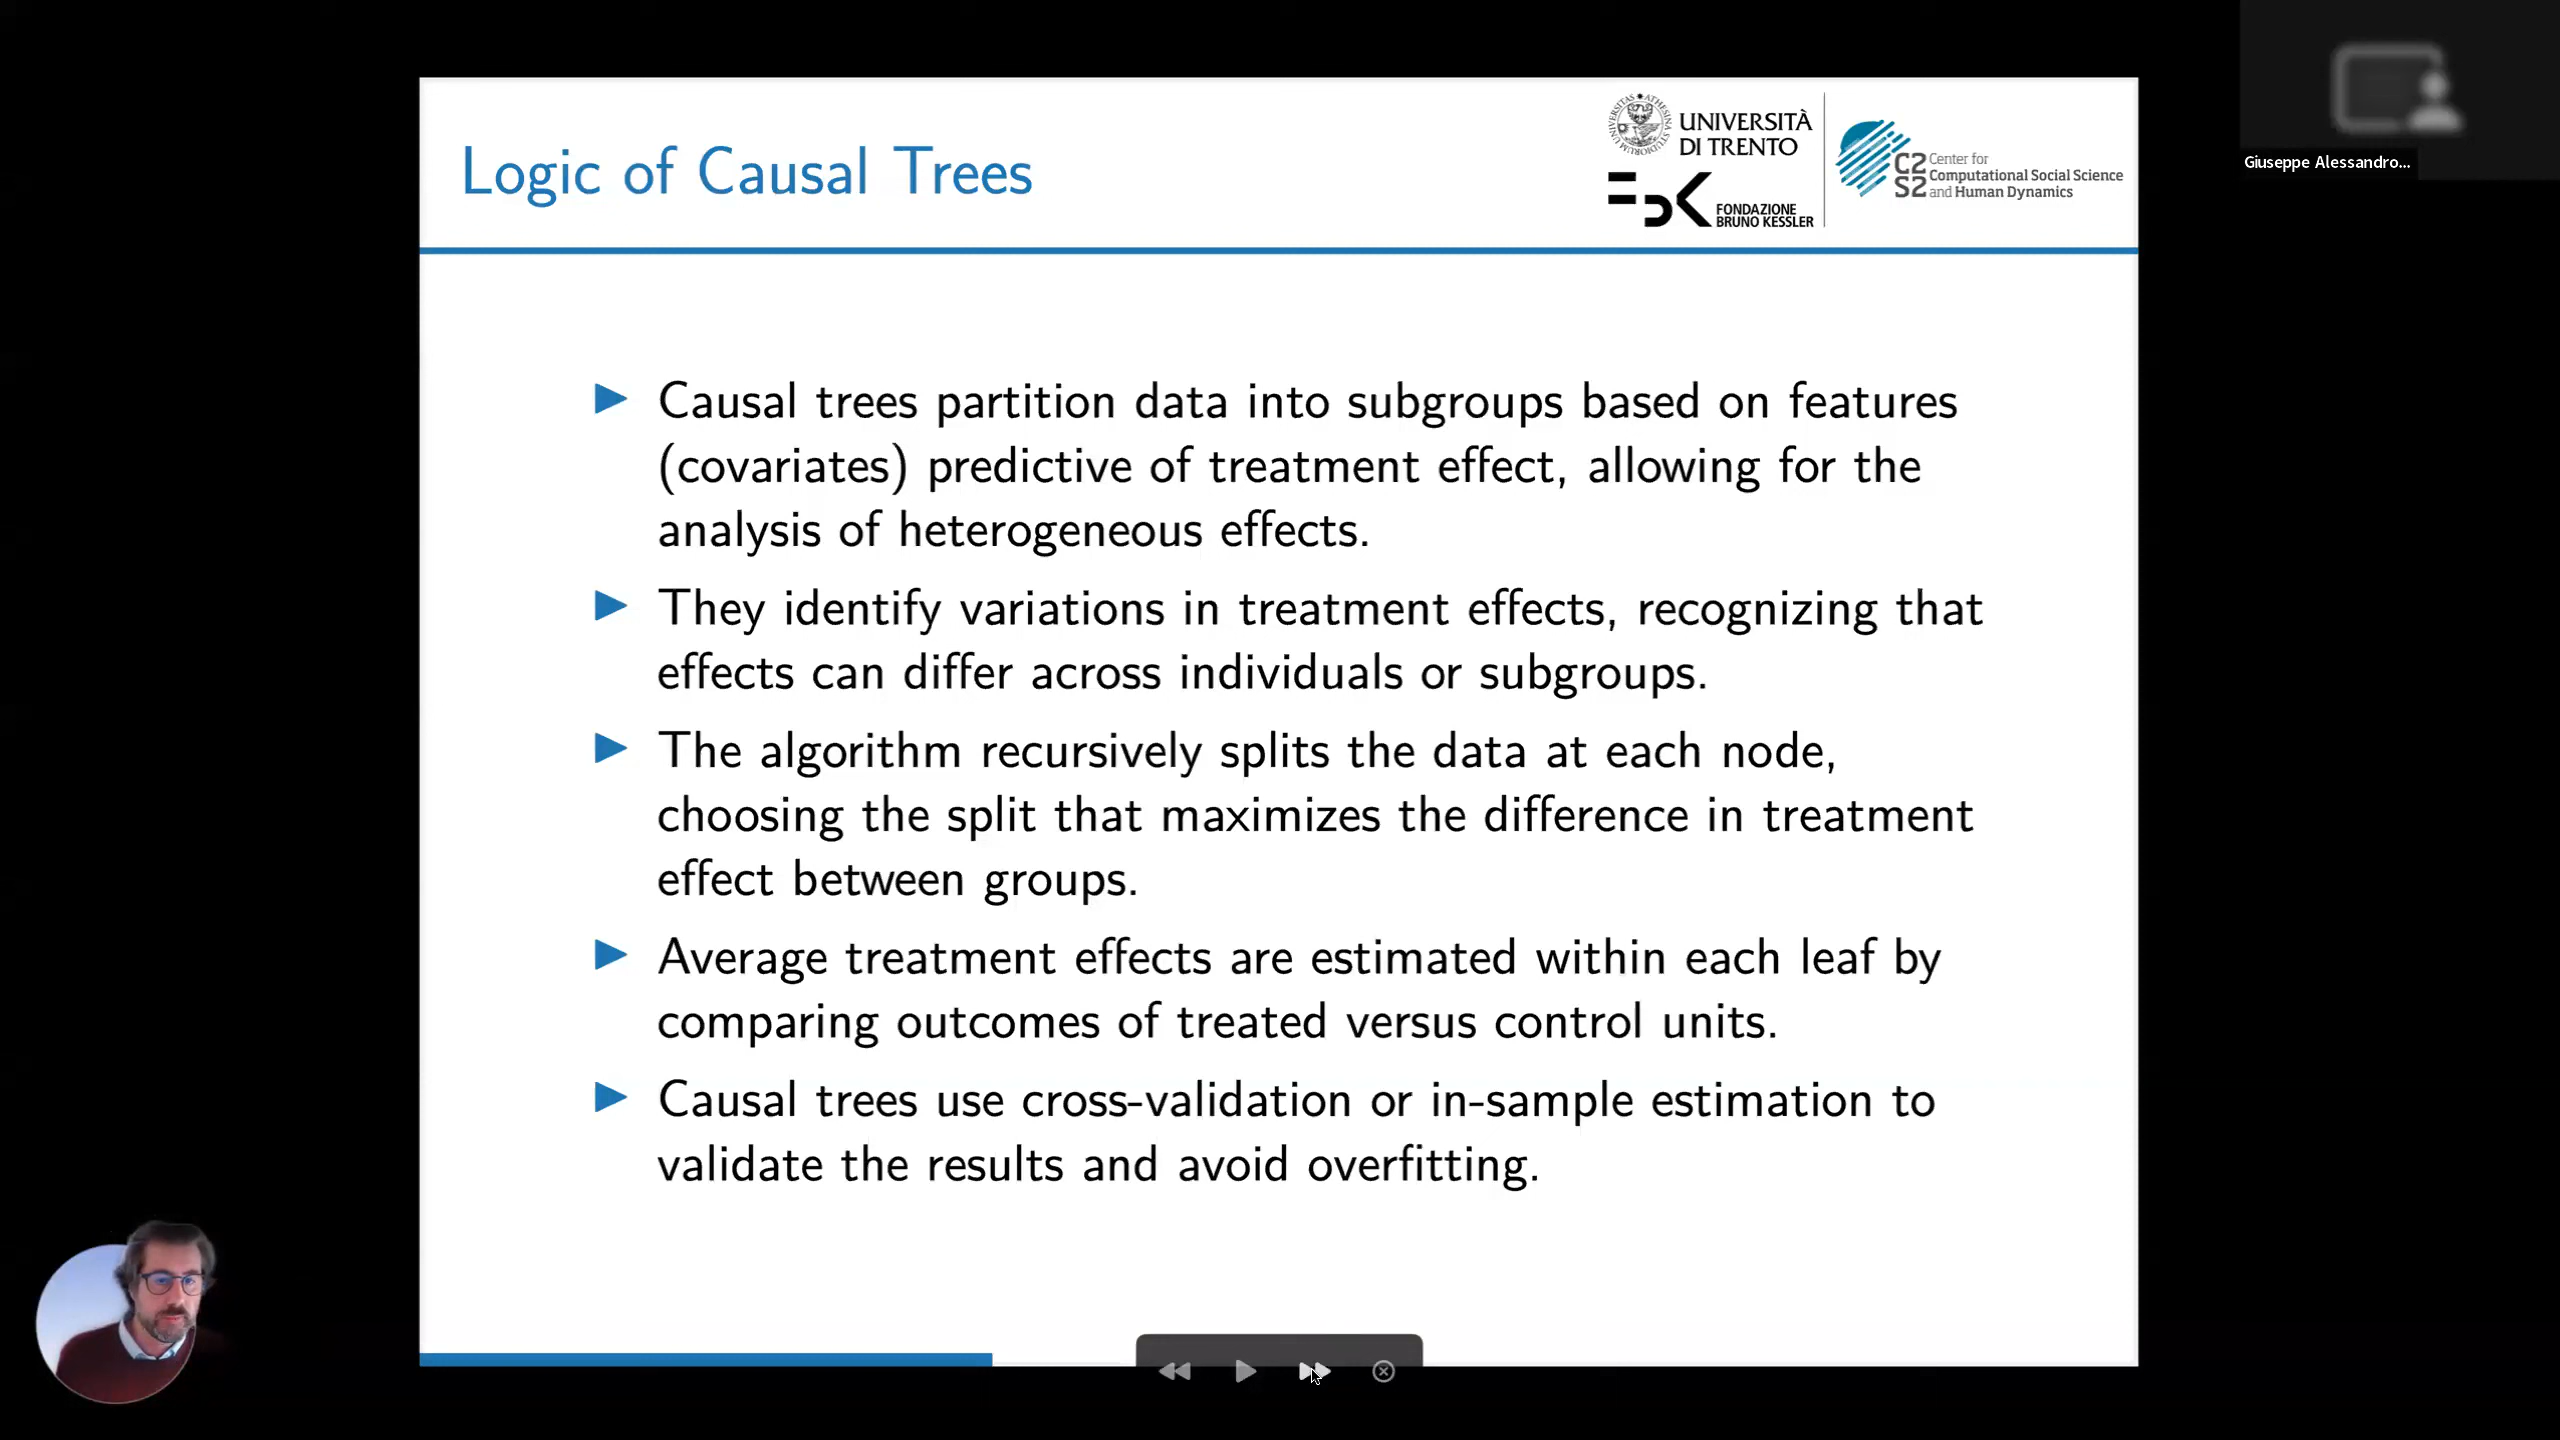 Logic of Causal Trees
UNIVERSITÀ
DI TRENTO
FONDAZIONE
BRUNO KESSLER
C2
S2
Center for
Computational Social Science
and Human Dynamics
Giuseppe Alessandro...
Causal trees partition data into subgroups based on features
(covariates) predictive of treatment effect, allowing for the
analysis of heterogeneous effects.
They identify variations in treatment effects, recognizing that
effects can differ across individuals or subgroups.
The algorithm recursively splits the data at each node,
choosing the split that maximizes the difference in treatment
effect between groups.
Average treatment effects are estimated within each leaf by
comparing outcomes of treated versus control units.
Causal trees use cross-validation or in-sample estimation to
validate the results and avoid overfitting.